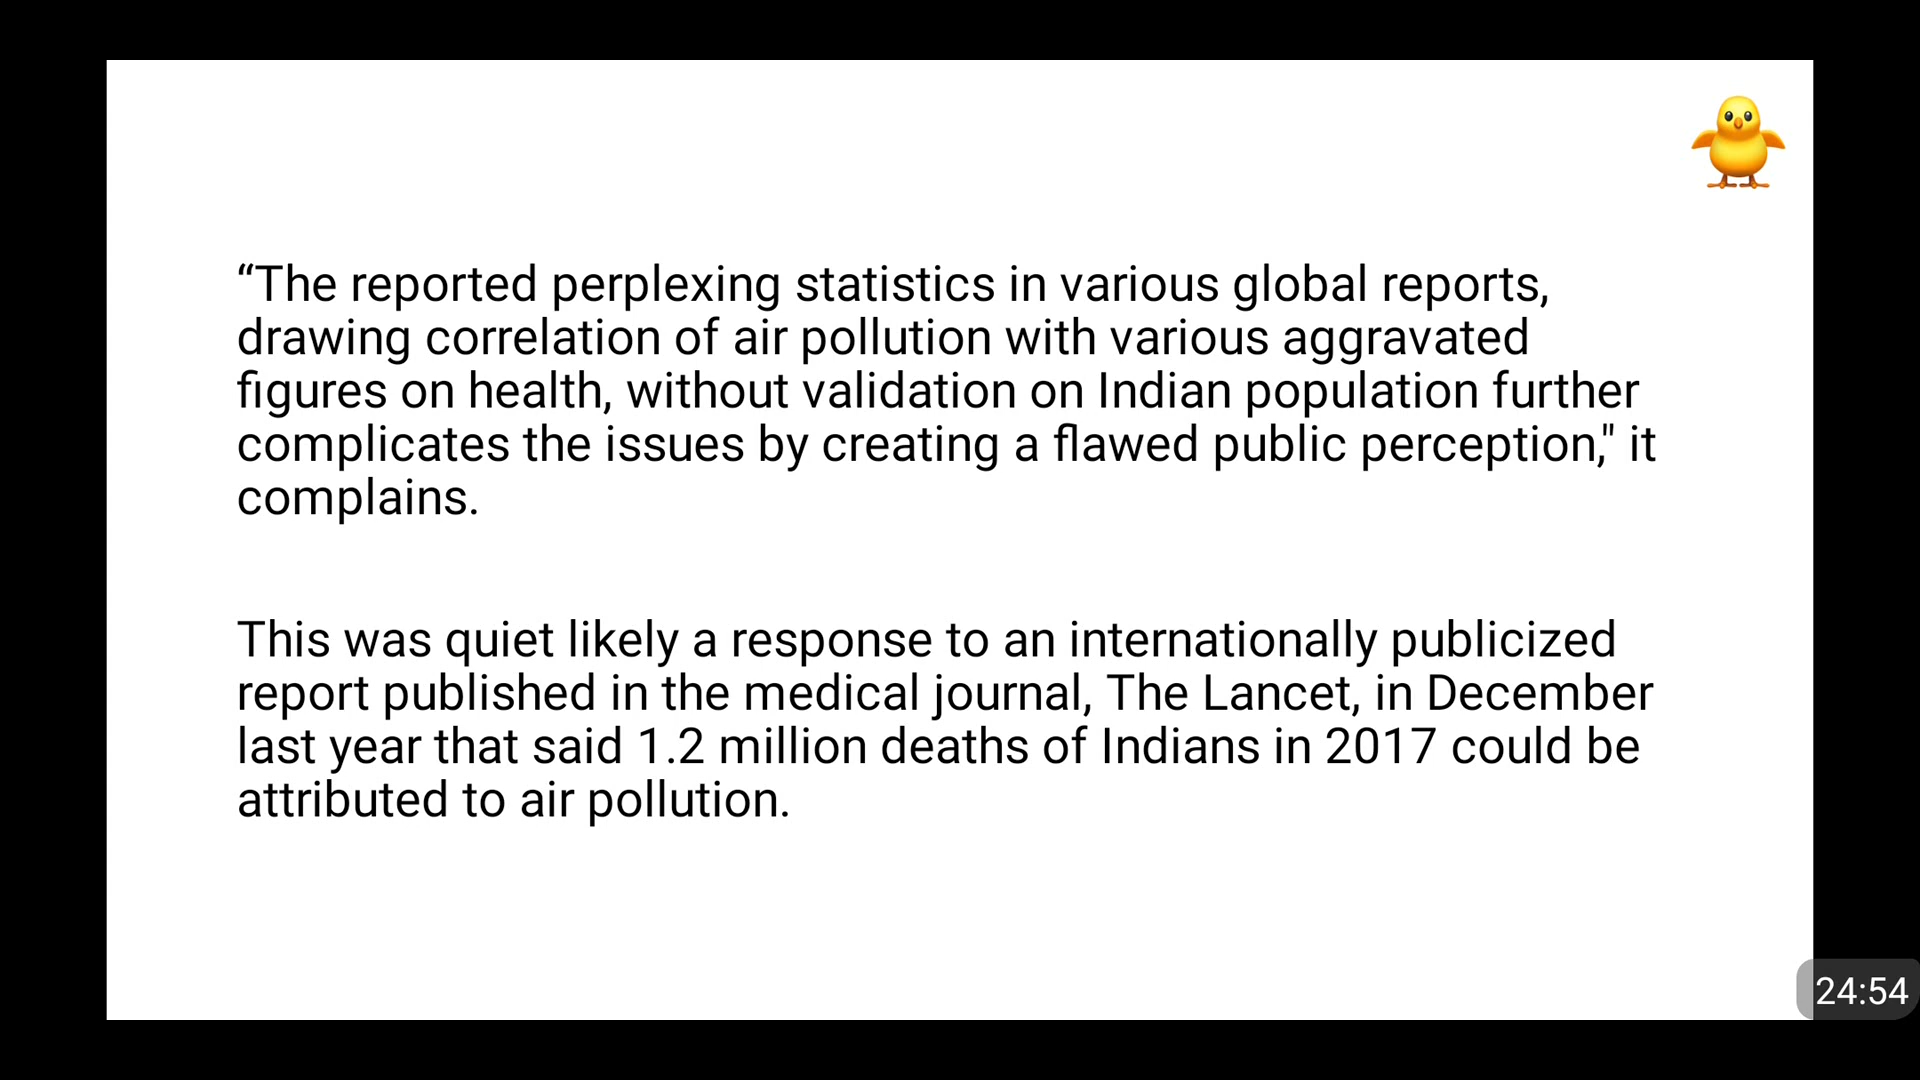 “The reported perplexing statistics in various global reports,
drawing correlation of air pollution with various aggravated
figures on health, without validation on Indian population further
complicates the issues by creating a flawed public perception," it
complains.
This was quiet likely a response to an internationally publicized
report published in the medical journal, The Lancet, in December
last year that said 1.2 million deaths of Indians in 2017 could be
attributed to air pollution.
24:54